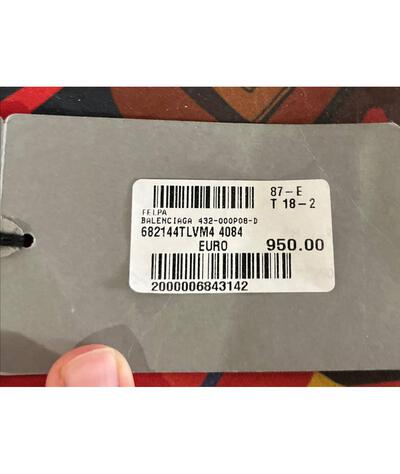 87-E
T 18-2
FELPA
BALENCIAGA 432-000P08-D
682144TLVM4 4084
EURO 950.00
2000006843142